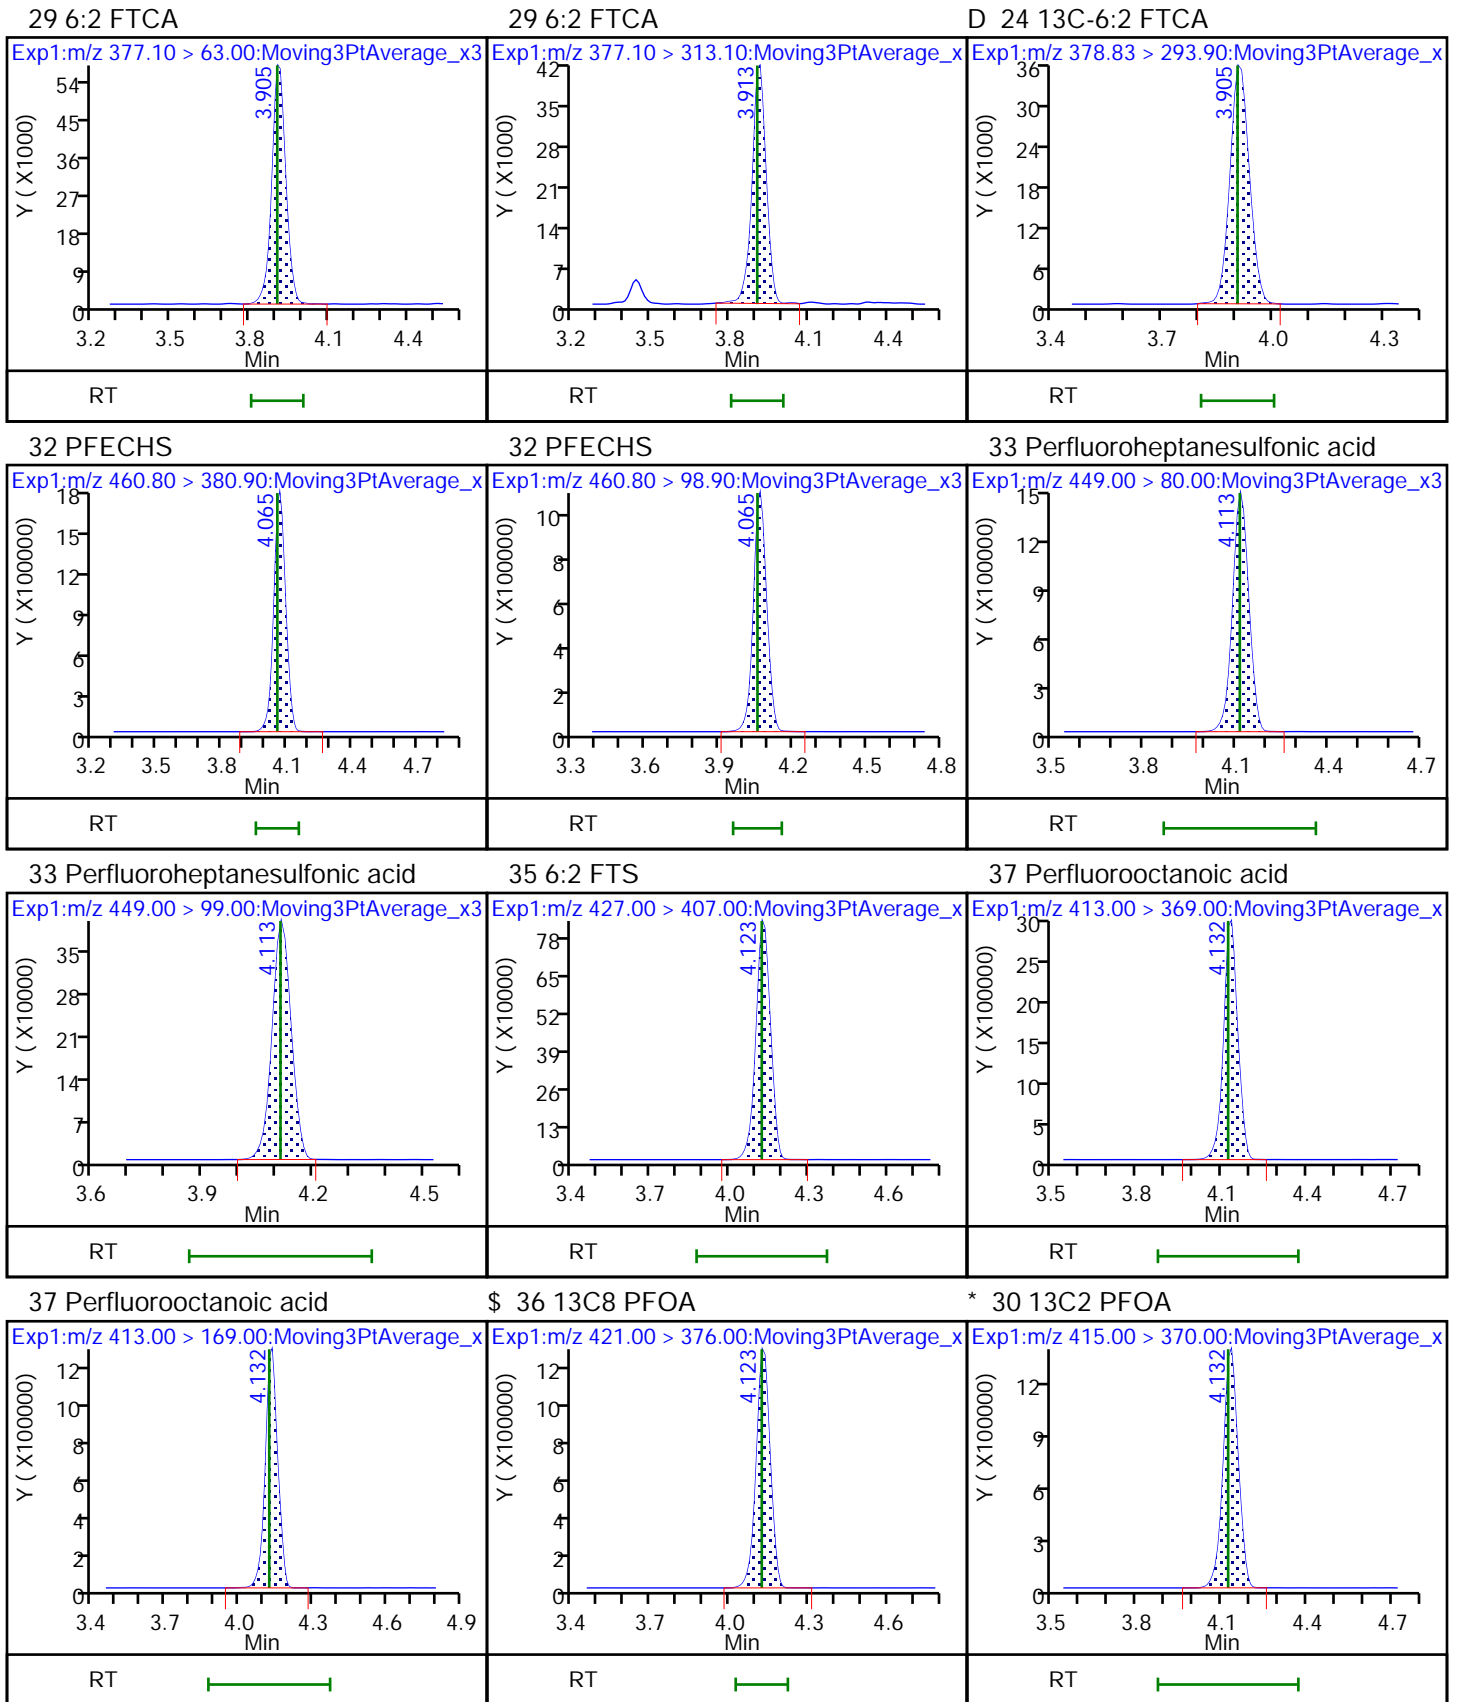 29 6:2 FTCA
Exp1:m/z 377.10 > 63.00:Moving3PtAverage_x3
Y ( X1000)
54
45
36
27
18
9
0
3.905
3.2 3.5 3.8 4.1 4.4
Min
RT
29 6:2 FTCA
Exp1:m/z 377.10 > 313.10:Moving3PtAverage_x
Y ( X1000)
42
35
28
21
14
7
0
3.913
3.2 3.5 3.8 4.1 4.4
Min
RT
D 24 13C-6:2 FTCA
Exp1:m/z 378.83 > 293.90:Moving3PtAverage_x
Y ( X1000)
36
30
24
18
12
6
0
3.905
3.4 3.7 4.0 4.3
Min
RT
32 PFECHS
Exp1:m/z 460.80 > 380.90:Moving3PtAverage_x
Y ( X100000)
18
15
12
9
6
3
0
4.065
3.2 3.5 3.8 4.1 4.4 4.7
Min
RT
32 PFECHS
Exp1:m/z 460.80 > 98.90:Moving3PtAverage_x3
Y ( X100000)
10
8
6
4
2
0
4.065
3.3 3.6 3.9 4.2 4.5 4.8
Min
RT
33 Perfluoroheptanesulfonic acid
Exp1:m/z 449.00 > 80.00:Moving3PtAverage_x3
Y ( X100000)
15
12
9
6
3
0
4.113
3.5 3.8 4.1 4.4 4.7
Min
RT
33 Perfluoroheptanesulfonic acid
Exp1:m/z 449.00 > 99.00:Moving3PtAverage_x3
Y ( X10000)
35
28
21
14
7
0
4.113
3.6 3.9 4.2 4.5
Min
RT
35 6:2 FTS
Exp1:m/z 427.00 > 407.00:Moving3PtAverage_x
Y ( X10000)
78
65
52
39
26
13
0
4.123
3.4 3.7 4.0 4.3 4.6
Min
RT
37 Perfluorooctanoic acid
Exp1:m/z 413.00 > 369.00:Moving3PtAverage_x
Y ( X100000)
30
25
20
15
10
5
0
4.132
3.5 3.8 4.1 4.4 4.7
Min
RT
37 Perfluorooctanoic acid
Exp1:m/z 413.00 > 169.00:Moving3PtAverage_x
Y ( X100000)
12
10
8
6
4
2
0
4.132
3.4 3.7 4.0 4.3 4.6 4.9
Min
RT
$ 36 13C8 PFOA
Exp1:m/z 421.00 > 376.00:Moving3PtAverage_x
Y ( X100000)
12
10
8
6
4
2
0
4.123
3.4 3.7 4.0 4.3 4.6
Min
RT
* 30 13C2 PFOA
Exp1:m/z 415.00 > 370.00:Moving3PtAverage_x
Y ( X100000)
12
9
6
3
0
4.132
3.5 3.8 4.1 4.4 4.7
Min
RT